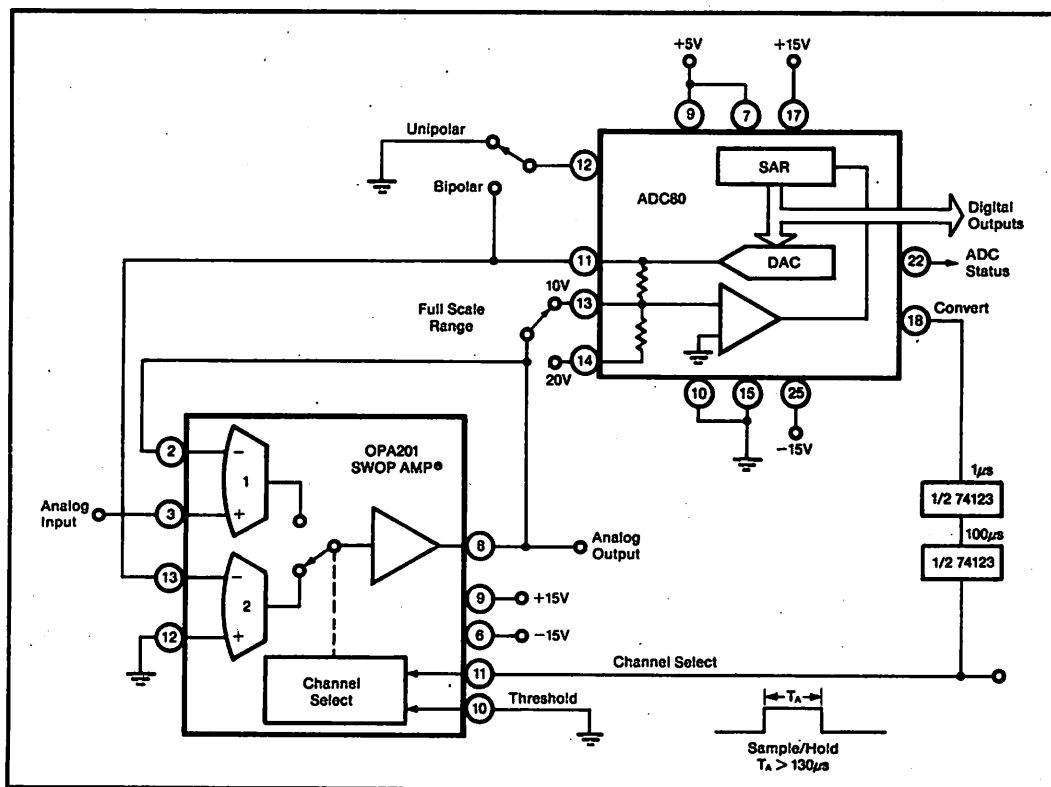 +5V
+15V
9
7
17
Unipolar
12
SAR
ADC80
Bipolar
Digital
Outputs
11
DAC
22
ADC
Status
10V
13
Full Scale
Range
18
Convert
14
20V
10
15
25
−15V
OPA201
SWOP AMP®
2
−
1
1μs
1/2 74123
Analog
Input
3
+
8
Analog
Output
100μs
1/2 74123
13
−
2
9
+15V
12
+
6
−15V
Channel
Select
11
Channel Select
10
Threshold
TA
Sample/Hold
TA > 130μs